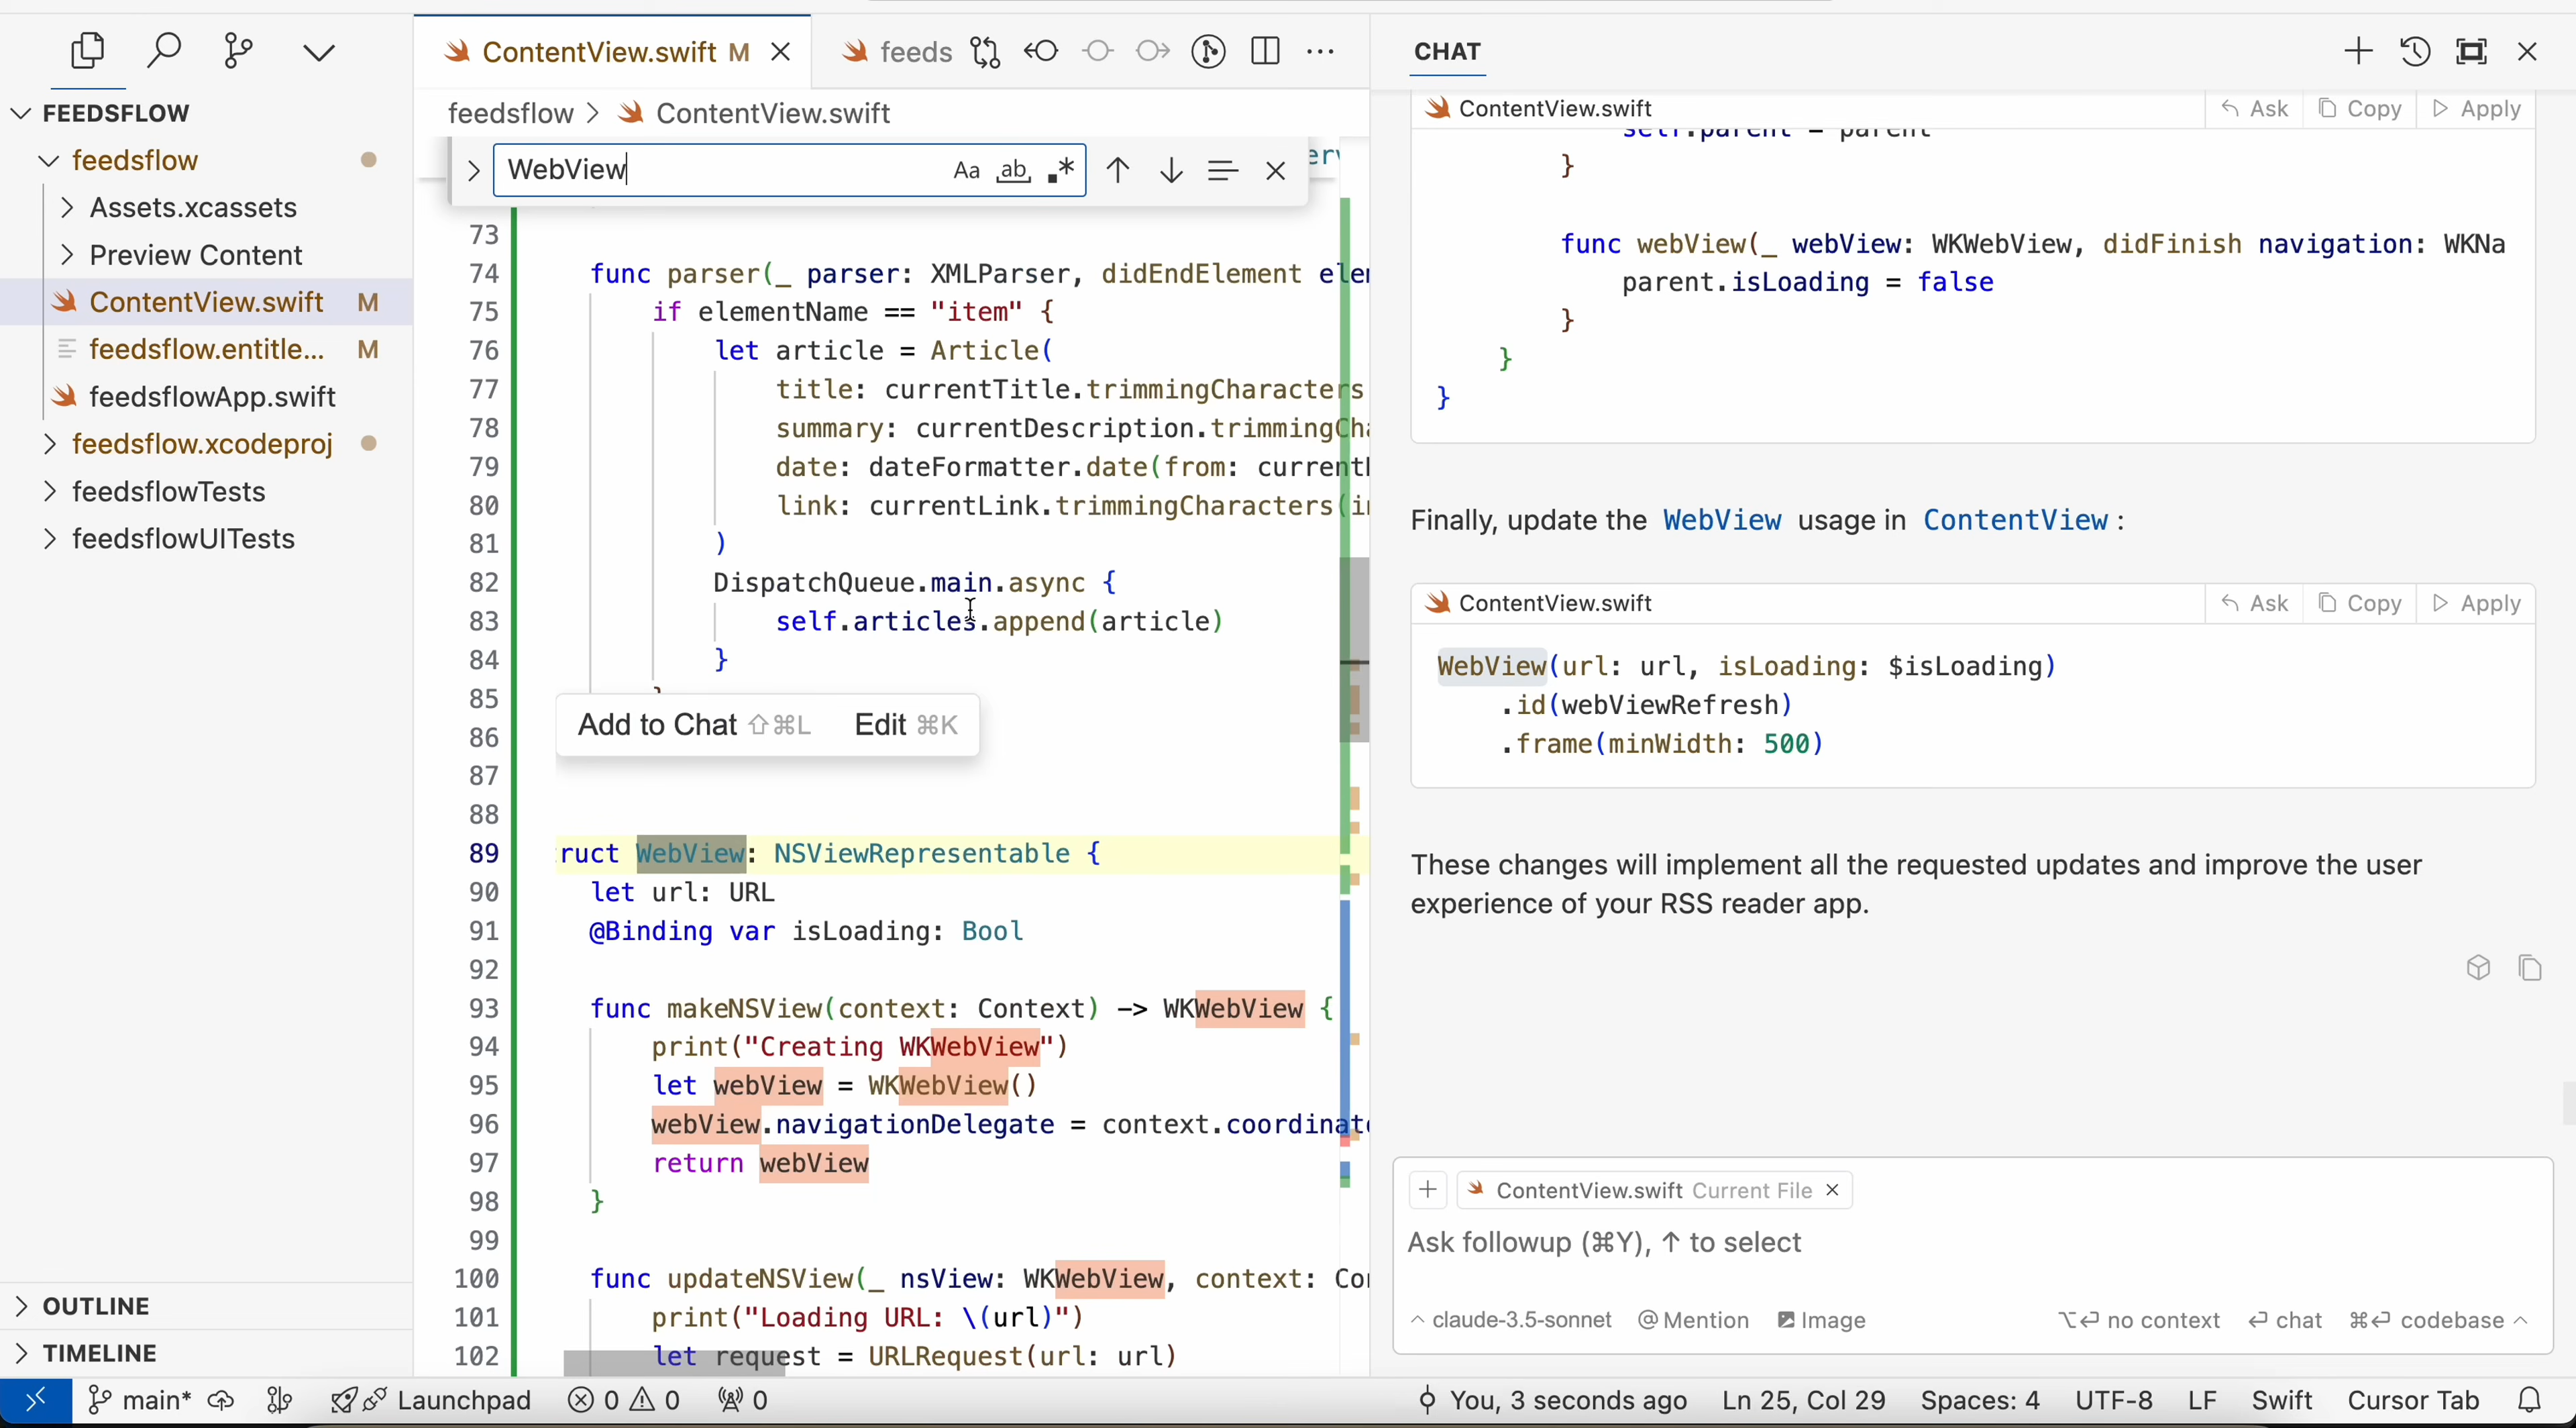 ContentView.swift M
feeds
CHAT
FEEDSFLOW
feedsflow
Assets.xcassets
Preview Content
ContentView.swift M
feedsflow.entitle... M
feedsflowApp.swift
feedsflow.xcodeproj
feedsflowTests
feedsflowUITests
OUTLINE
TIMELINE
feedsflow > ContentView.swift
WebView Aa ab .*
73
74 func parser(_ parser: XMLParser, didEndElement
75 if elementName == "item" {
76 let article = Article(
77 title: currentTitle.trimmingCharacters
78 summary: currentDescription.trimmingCha
79 date: dateFormatter.date(from:
80 link: currentLink.trimmingCharacters(
81 )
82 DispatchQueue.main.async {
83 self.articles.append(article)
84 }
85
86
87
88
Add to Chat ⇧⌘L Edit ⌘K
89 ruct WebView: NSViewRepresentable {
90 let url: URL
91 @Binding var isLoading: Bool
92
93 func makeNSView(context: Context) -> WKWebView {
94 print("Creating WKWebView")
95 let webView = WKWebView()
96 webView.navigationDelegate = context.coordinat
97 return webView
98 }
99
100 func updateNSView(_ nsView: WKWebView, context: Co
101 print("Loading URL: \(url)")
102 let request = URLRequest(url: url)
ContentView.swift Ask Copy Apply
self.parent = parent
}
func webView(_ webView: WKWebView, didFinish navigation: WKNa
parent.isLoading = false
}
}
}
Finally, update the WebView usage in ContentView :
ContentView.swift Ask Copy Apply
WebView(url: url, isLoading: $isLoading)
.id(webViewRefresh)
.frame(minWidth: 500)
These changes will implement all the requested updates and improve the user
experience of your RSS reader app.
ContentView.swift Current File
Ask followup (⌘Y), ↑ to select
claude-3.5-sonnet @Mention Image ⌥⏎ no context ⏎ chat ⌘⏎ codebase
main* Launchpad 0 0 0 You, 3 seconds ago Ln 25, Col 29 Spaces: 4 UTF-8 LF Swift Cursor Tab